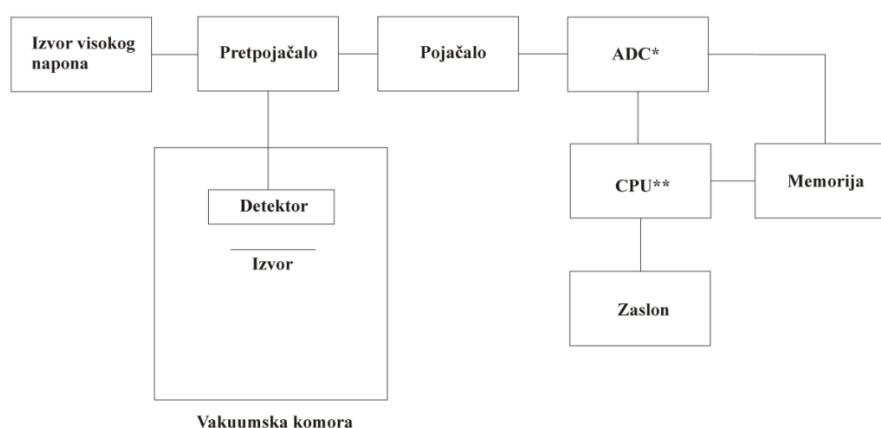 Izvor visokog
napona
Pretpojačalo
Pojačalo
ADC*
CPU**
Memorija
Detektor
Izvor
Zaslon
Vakuumska komora